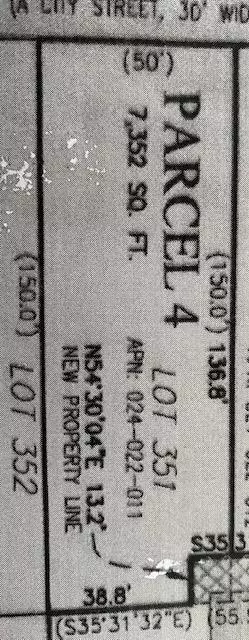 (A CITY STREET, 30' WID
(50')
PARCEL 4
7,352 SQ. FT.
(150.0') 136.8'
LOT 351
APN: 024-022-011
N54°30'04"E 13.2'
NEW PROPERTY LINE
(150.0')
LOT 352
S35°3
38.8'
(S35°31'32"E)
(55.